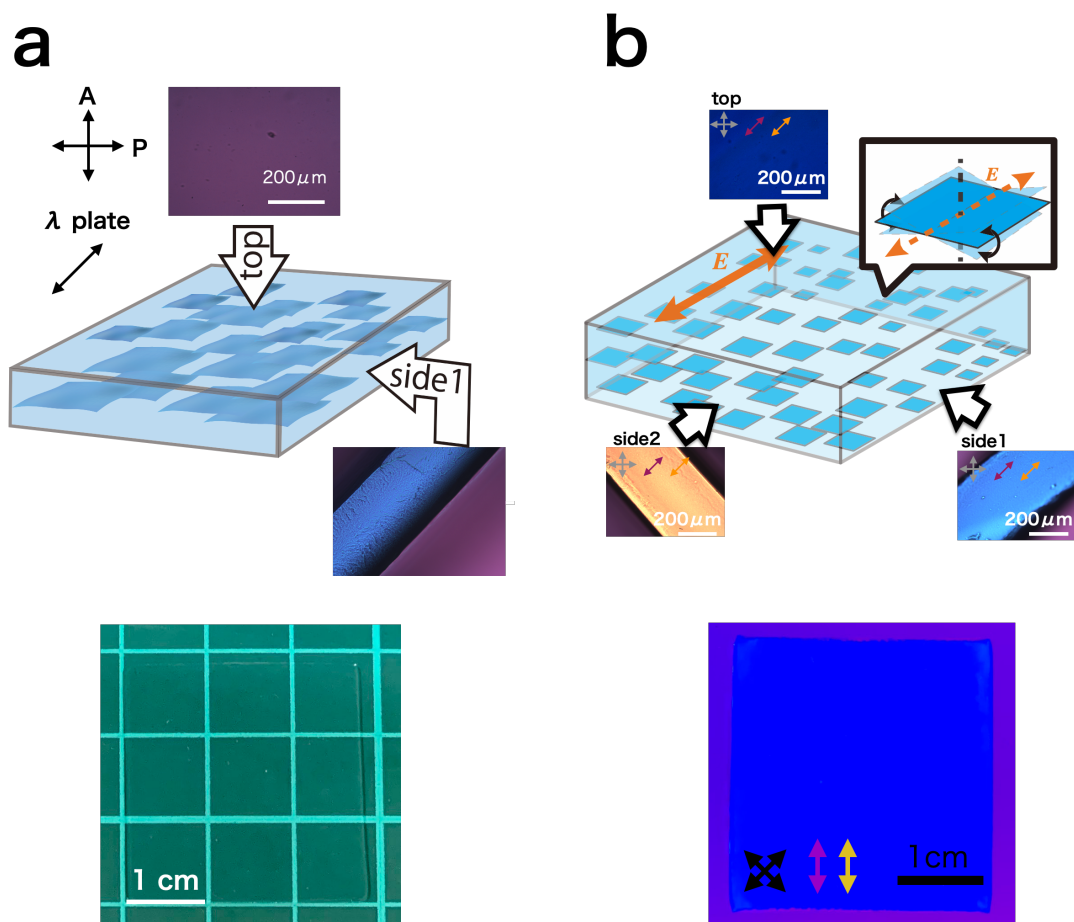 a
A
P
λ plate
200μm
top
side1
1 cm
b
top
200μm
E
E
side2
200μm
side1
200μm
1cm